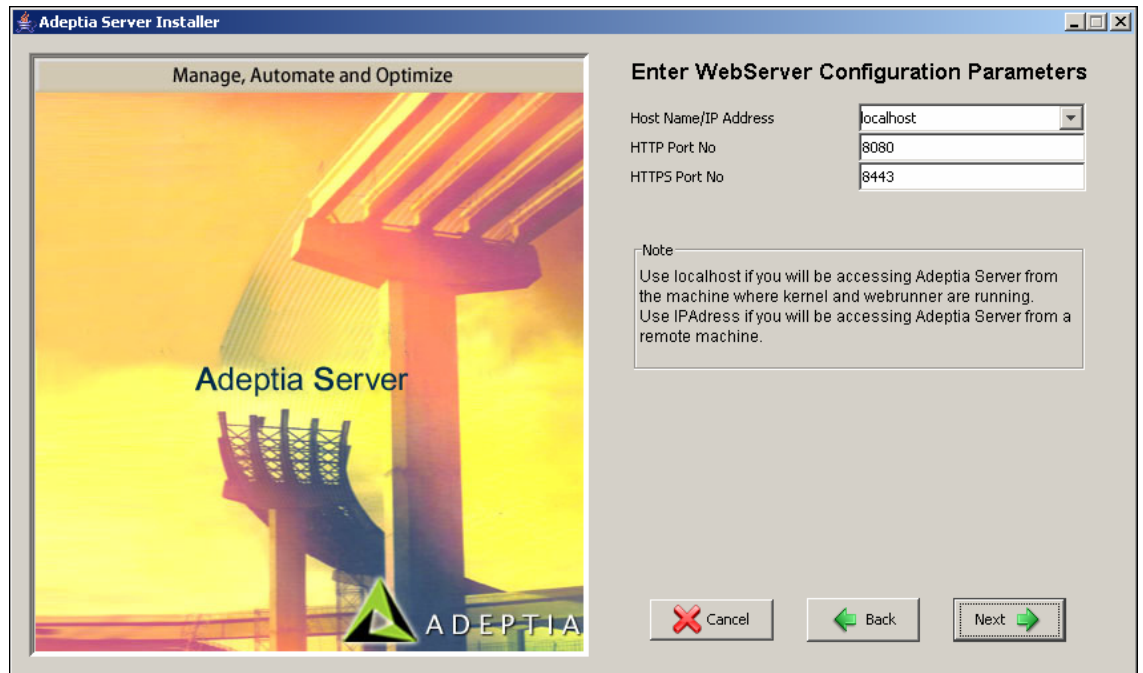 Adeptia Server Installer
Manage, Automate and Optimize
Adeptia Server
ADEPTIA
Enter WebServer Configuration Parameters
Host Name/IP Address localhost
HTTP Port No 8080
HTTPS Port No 8443
Note
Use localhost if you will be accessing Adeptia Server from
the machine where kernel and webrunner are running.
Use IPAdress if you will be accessing Adeptia Server from a
remote machine.
Cancel Back Next